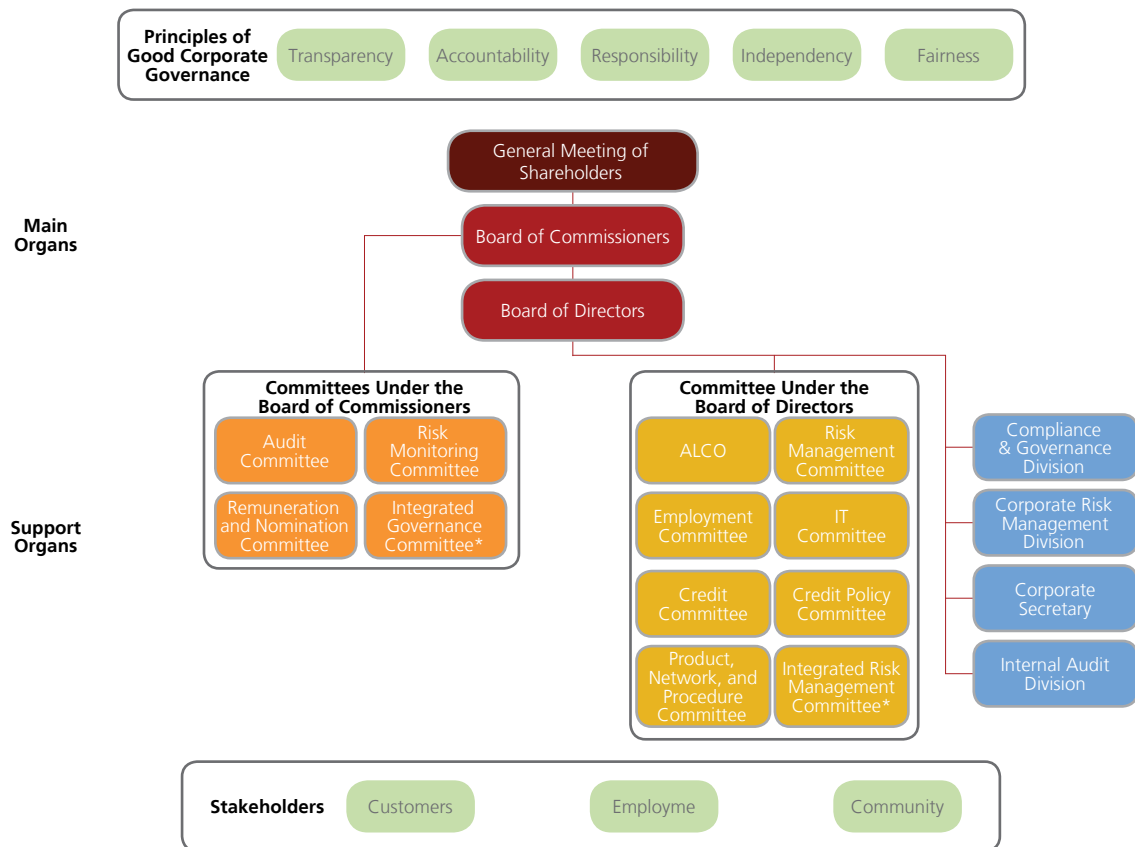 Principles of
Good Corporate
Governance
Transparency
Accountability
Responsibility
Independency
Fairness
General Meeting of
Shareholders
Main
Organs
Board of Commissioners
Board of Directors
Committees Under the
Board of Commissioners
Audit
Committee
Risk
Monitoring
Committee
Remuneration
and Nomination
Committee
Integrated
Governance
Committee*
Support
Organs
Committee Under the
Board of Directors
ALCO
Risk
Management
Committee
Employment
Committee
IT
Committee
Credit
Committee
Credit Policy
Committee
Product,
Network, and
Procedure
Committee
Integrated Risk
Management
Committee*
Compliance
& Governance
Division
Corporate Risk
Management
Division
Corporate
Secretary
Internal Audit
Division
Stakeholders
Customers
Employme
Community